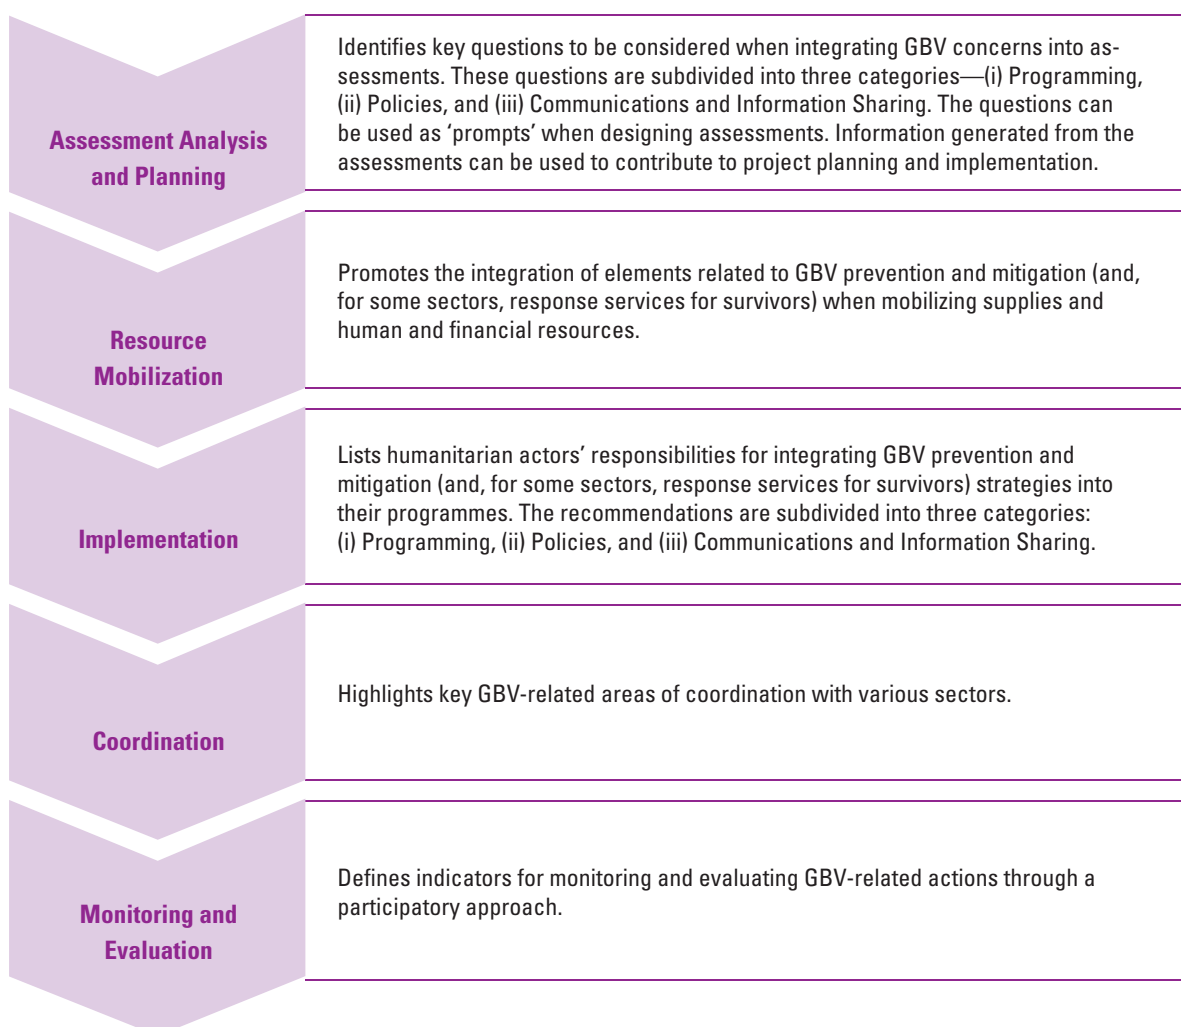 Assessment Analysis
and Planning
Identifies key questions to be considered when integrating GBV concerns into as-
sessments. These questions are subdivided into three categories—(i) Programming,
(ii) Policies, and (iii) Communications and Information Sharing. The questions can
be used as ‘prompts’ when designing assessments. Information generated from the
assessments can be used to contribute to project planning and implementation.
Resource
Mobilization
Promotes the integration of elements related to GBV prevention and mitigation (and,
for some sectors, response services for survivors) when mobilizing supplies and
human and financial resources.
Implementation
Lists humanitarian actors’ responsibilities for integrating GBV prevention and
mitigation (and, for some sectors, response services for survivors) strategies into
their programmes. The recommendations are subdivided into three categories:
(i) Programming, (ii) Policies, and (iii) Communications and Information Sharing.
Coordination
Highlights key GBV-related areas of coordination with various sectors.
Monitoring and
Evaluation
Defines indicators for monitoring and evaluating GBV-related actions through a
participatory approach.